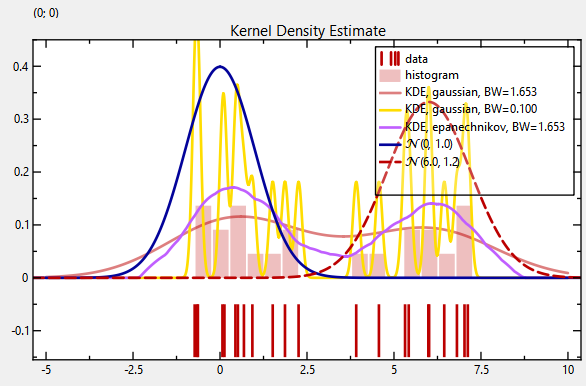 (0; 0)
Kernel Density Estimate
data
histogram
KDE, gaussian, BW=1.653
KDE, gaussian, BW=0.100
KDE, epanechnikov, BW=1.653
𝒩(0, 1.0)
𝒩(6.0, 1.2)
0.4
0.3
0.2
0.1
0
-0.1
-5 -2.5 0 2.5 5 7.5 10